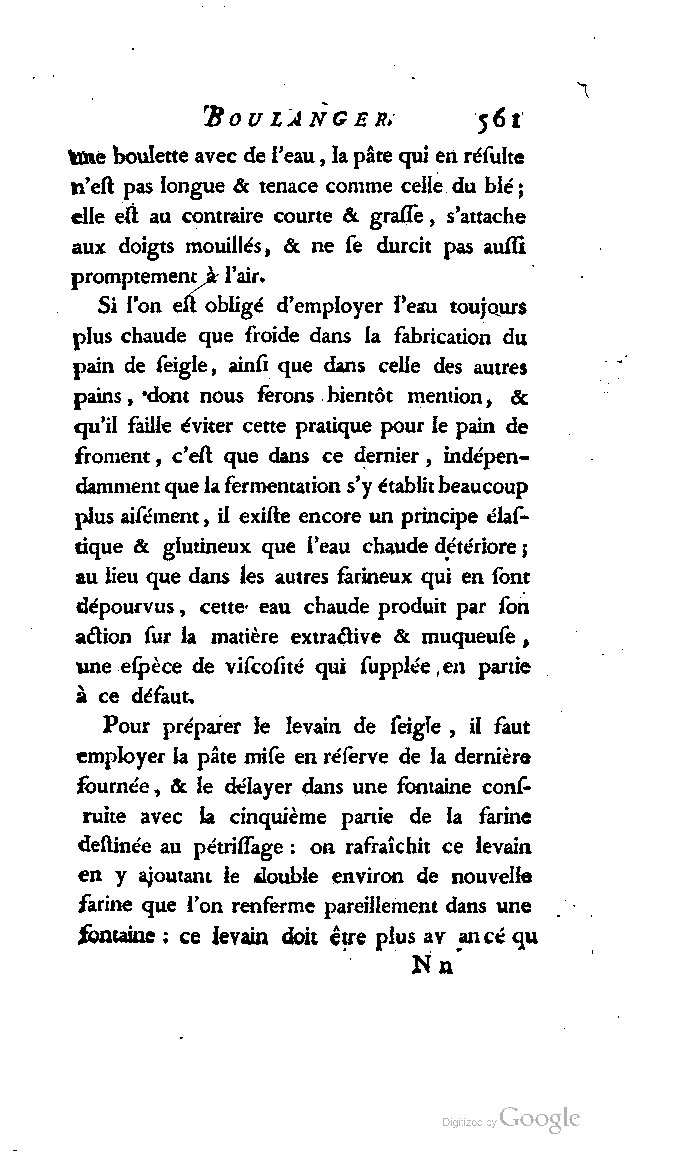 BOULANGER. 561
une boulette avec de l'eau, la pâte qui en réſulte
n'eſt pas longue & tenace comme celle du blé;
elle eſt au contraire courte & graſſe, s'attache
aux doigts mouillés, & ne ſe durcit pas auſſi
promptement à l'air.
Si l'on eſt obligé d'employer l'eau toujours
plus chaude que froide dans la fabrication du
pain de ſeigle, ainſi que dans celle des autres
pains, dont nous ferons bientôt mention, &
qu'il faille éviter cette pratique pour le pain de
froment, c'eſt que dans ce dernier, indépen-
damment que la fermentation s'y établit beaucoup
plus aiſément, il exiſte encore un principe élaſ-
tique & glutineux que l'eau chaude détériore;
au lieu que dans les autres farineux qui en ſont
dépourvus, cette eau chaude produit par ſon
action ſur la matière extractive & muqueuſe,
une eſpèce de viſcoſité qui ſupplée en partie
à ce défaut.
Pour préparer le levain de ſeigle, il faut
employer la pâte miſe en réſerve de la dernière
fournée, & le délayer dans une fontaine conſ-
ruite avec la cinquième partie de la farine
deſtinée au pétriſſage: on rafraîchit ce levain
en y ajoutant le double environ de nouvelle
farine que l'on renferme pareillement dans une
fontaine: ce levain doit être plus avancé qu
Nn
Digitized by Google